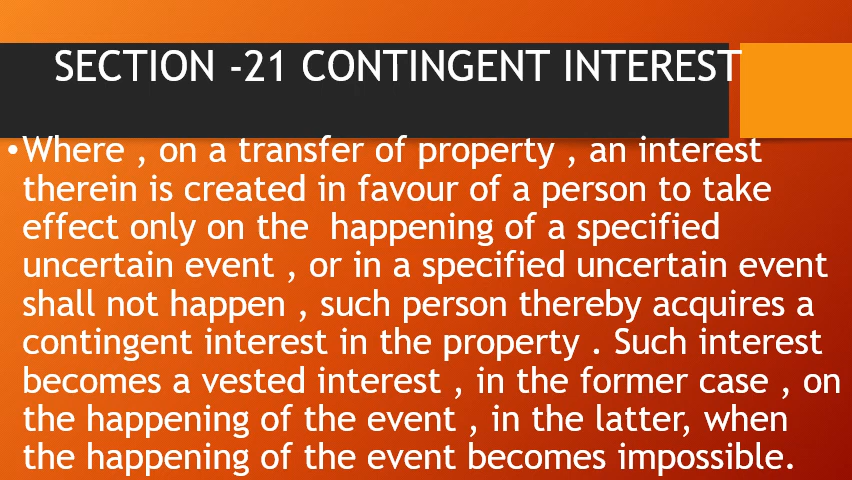 SECTION -21 CONTINGENT INTEREST
•Where , on a transfer of property , an interest
therein is created in favour of a person to take
effect only on the  happening of a specified
uncertain event , or in a specified uncertain event
shall not happen , such person thereby acquires a
contingent interest in the property . Such interest
becomes a vested interest , in the former case , on
the happening of the event , in the latter, when
the happening of the event becomes impossible.